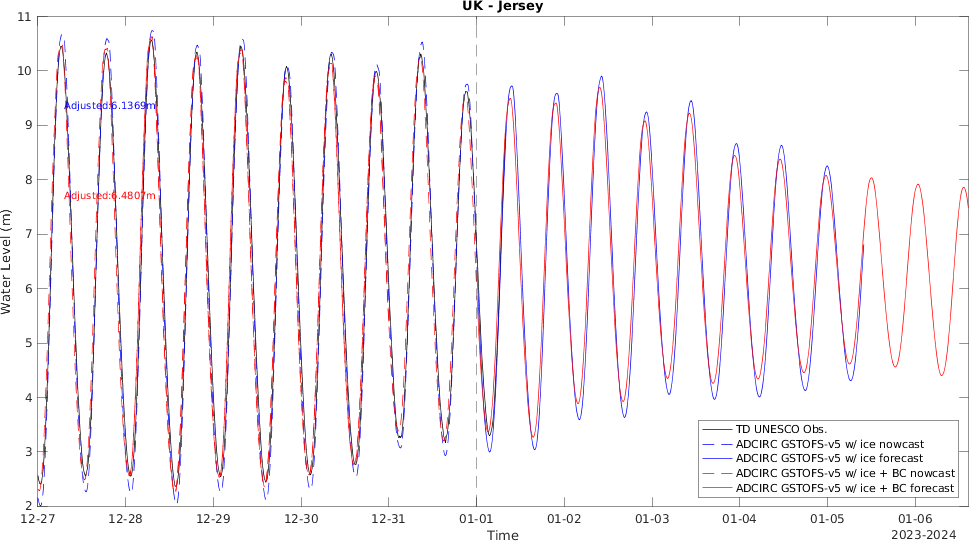 UK - Jersey
11
10
9
8
7
6
5
4
3
2
Water Level (m)
Adjusted:6.1369m
Adjusted:6.4807m
TD UNESCO Obs.
ADCIRC GSTOFS-v5 w/ ice nowcast
ADCIRC GSTOFS-v5 w/ ice forecast
ADCIRC GSTOFS-v5 w/ ice + BC nowcast
ADCIRC GSTOFS-v5 w/ ice + BC forecast
12-27 12-28 12-29 12-30 12-31 01-01 01-02 01-03 01-04 01-05 01-06
Time
2023-2024